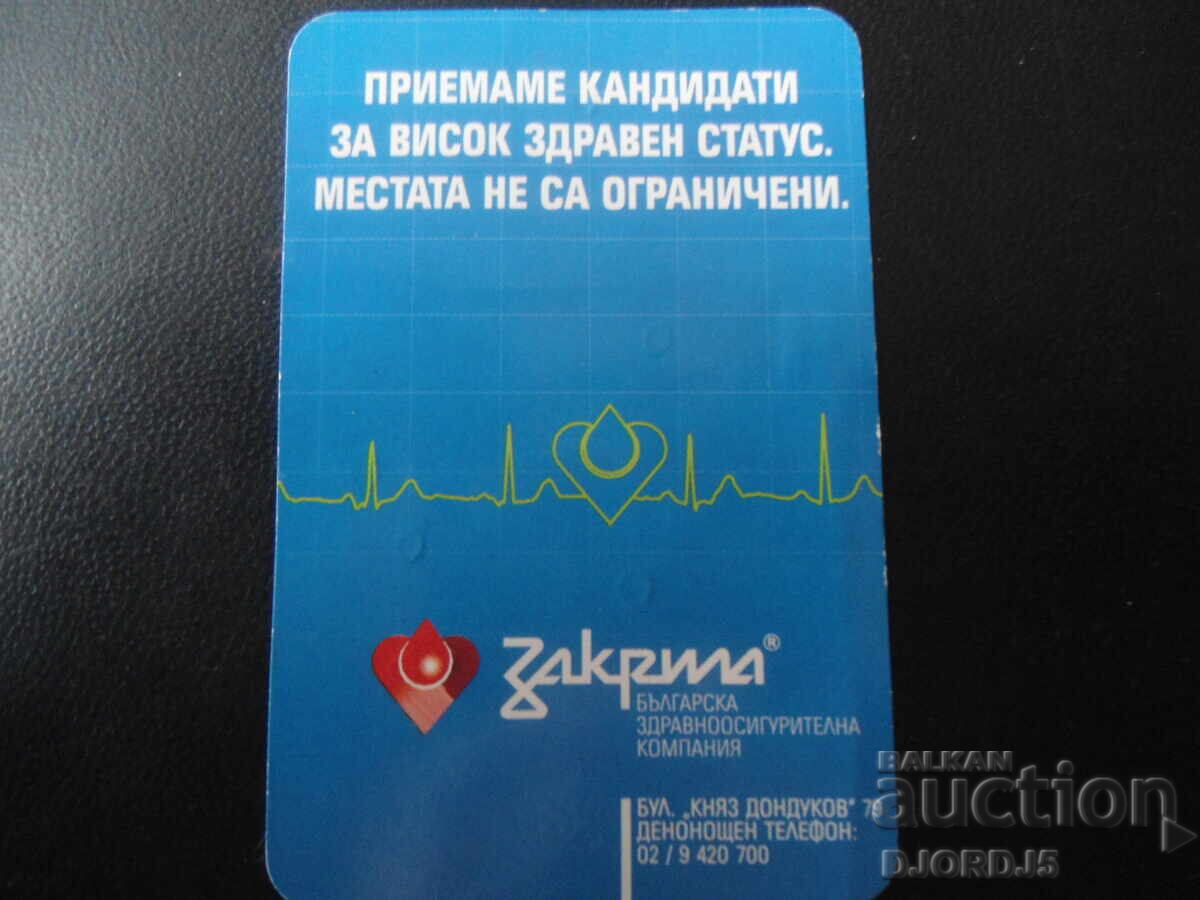 ПРИЕМАМЕ КАНДИДАТИ
ЗА ВИСОК ЗДРАВЕН СТАТУС.
МЕСТАТА НЕ СА ОГРАНИЧЕНИ.
Закрила®
БЪЛГАРСКА
ЗДРАВНООСИГУРИТЕЛНА
КОМПАНИЯ
БУЛ. „КНЯЗ ДОНДУКОВ" 79
ДЕНОНОЩЕН ТЕЛЕФОН:
02 / 9 420 700
BALKAN
auction
DJORDJ5